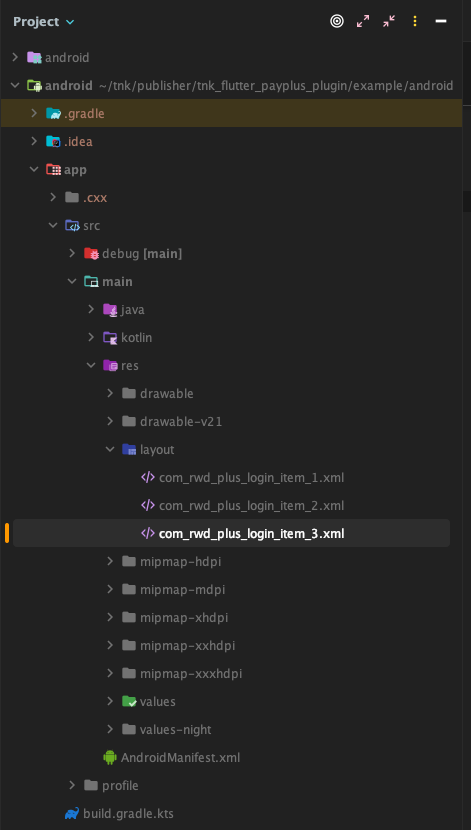 Project
android
android ~/tnk/publisher/tnk_flutter_payplus_plugin/example/android
.gradle
.idea
app
.cxx
src
debug [main]
main
java
kotlin
res
drawable
drawable-v21
layout
com_rwd_plus_login_item_1.xml
com_rwd_plus_login_item_2.xml
com_rwd_plus_login_item_3.xml
mipmap-hdpi
mipmap-mdpi
mipmap-xhdpi
mipmap-xxhdpi
mipmap-xxxhdpi
values
values-night
AndroidManifest.xml
profile
build.gradle.kts